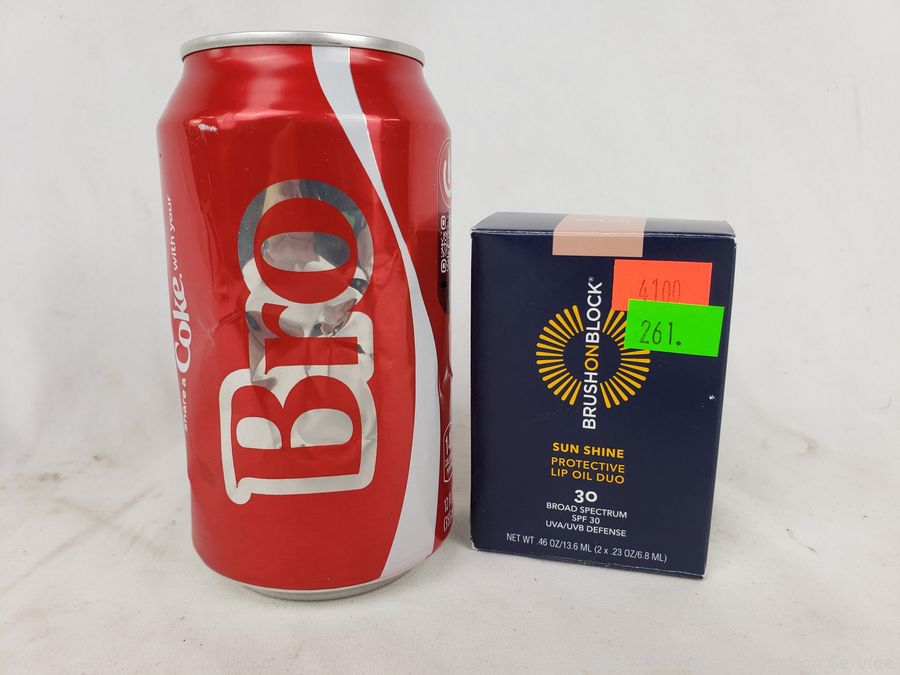 share a Coke. with your
Bro
4100
261.
BRUSHONBLOCK®
SUN SHINE
PROTECTIVE
LIP OIL DUO
30
BROAD SPECTRUM
SPF 30
UVA/UVB DEFENSE
NET WT .46 OZ/13.6 ML (2 x .23 OZ/6.8 ML)